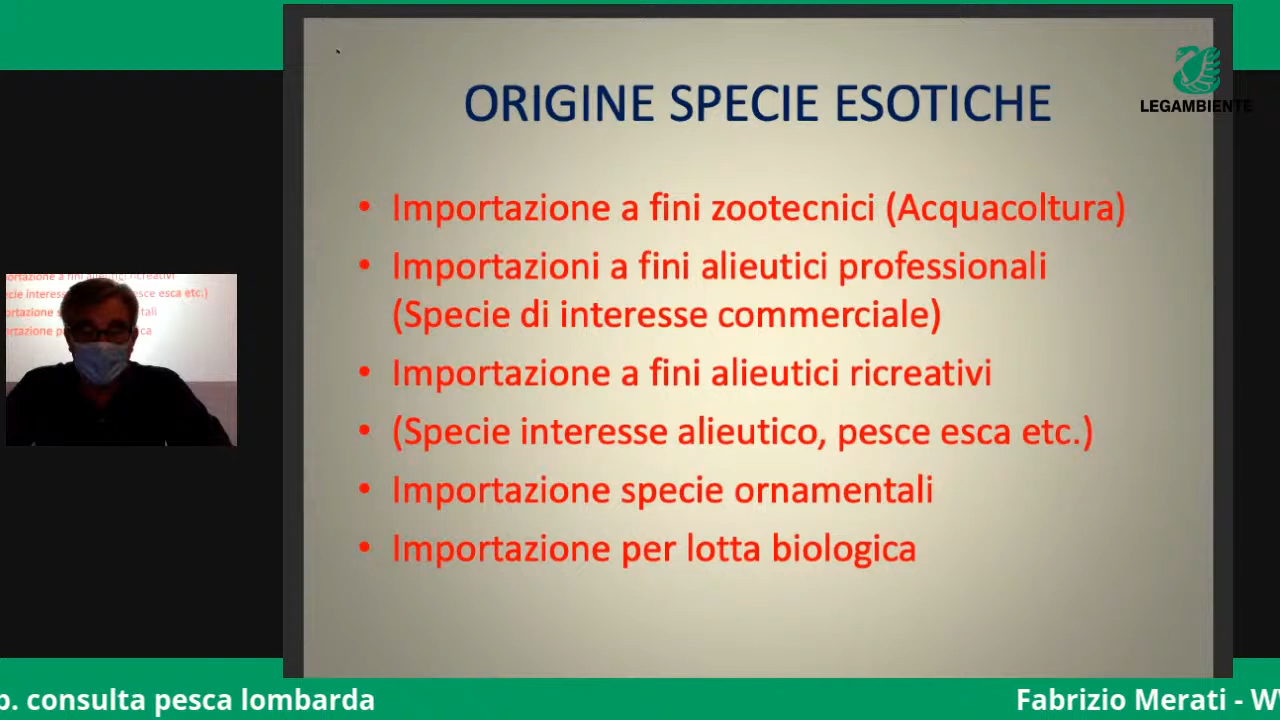 ORIGINE SPECIE ESOTICHE
LEGAMBIENTE
• Importazione a fini zootecnici (Acquacoltura)
• Importazioni a fini alieutici professionali
(Specie di interesse commerciale)
• Importazione a fini alieutici ricreativi
• (Specie interesse alieutico, pesce esca etc.)
• Importazione specie ornamentali
• Importazione per lotta biologica
consulta pesca lombarda
Fabrizio Merati -